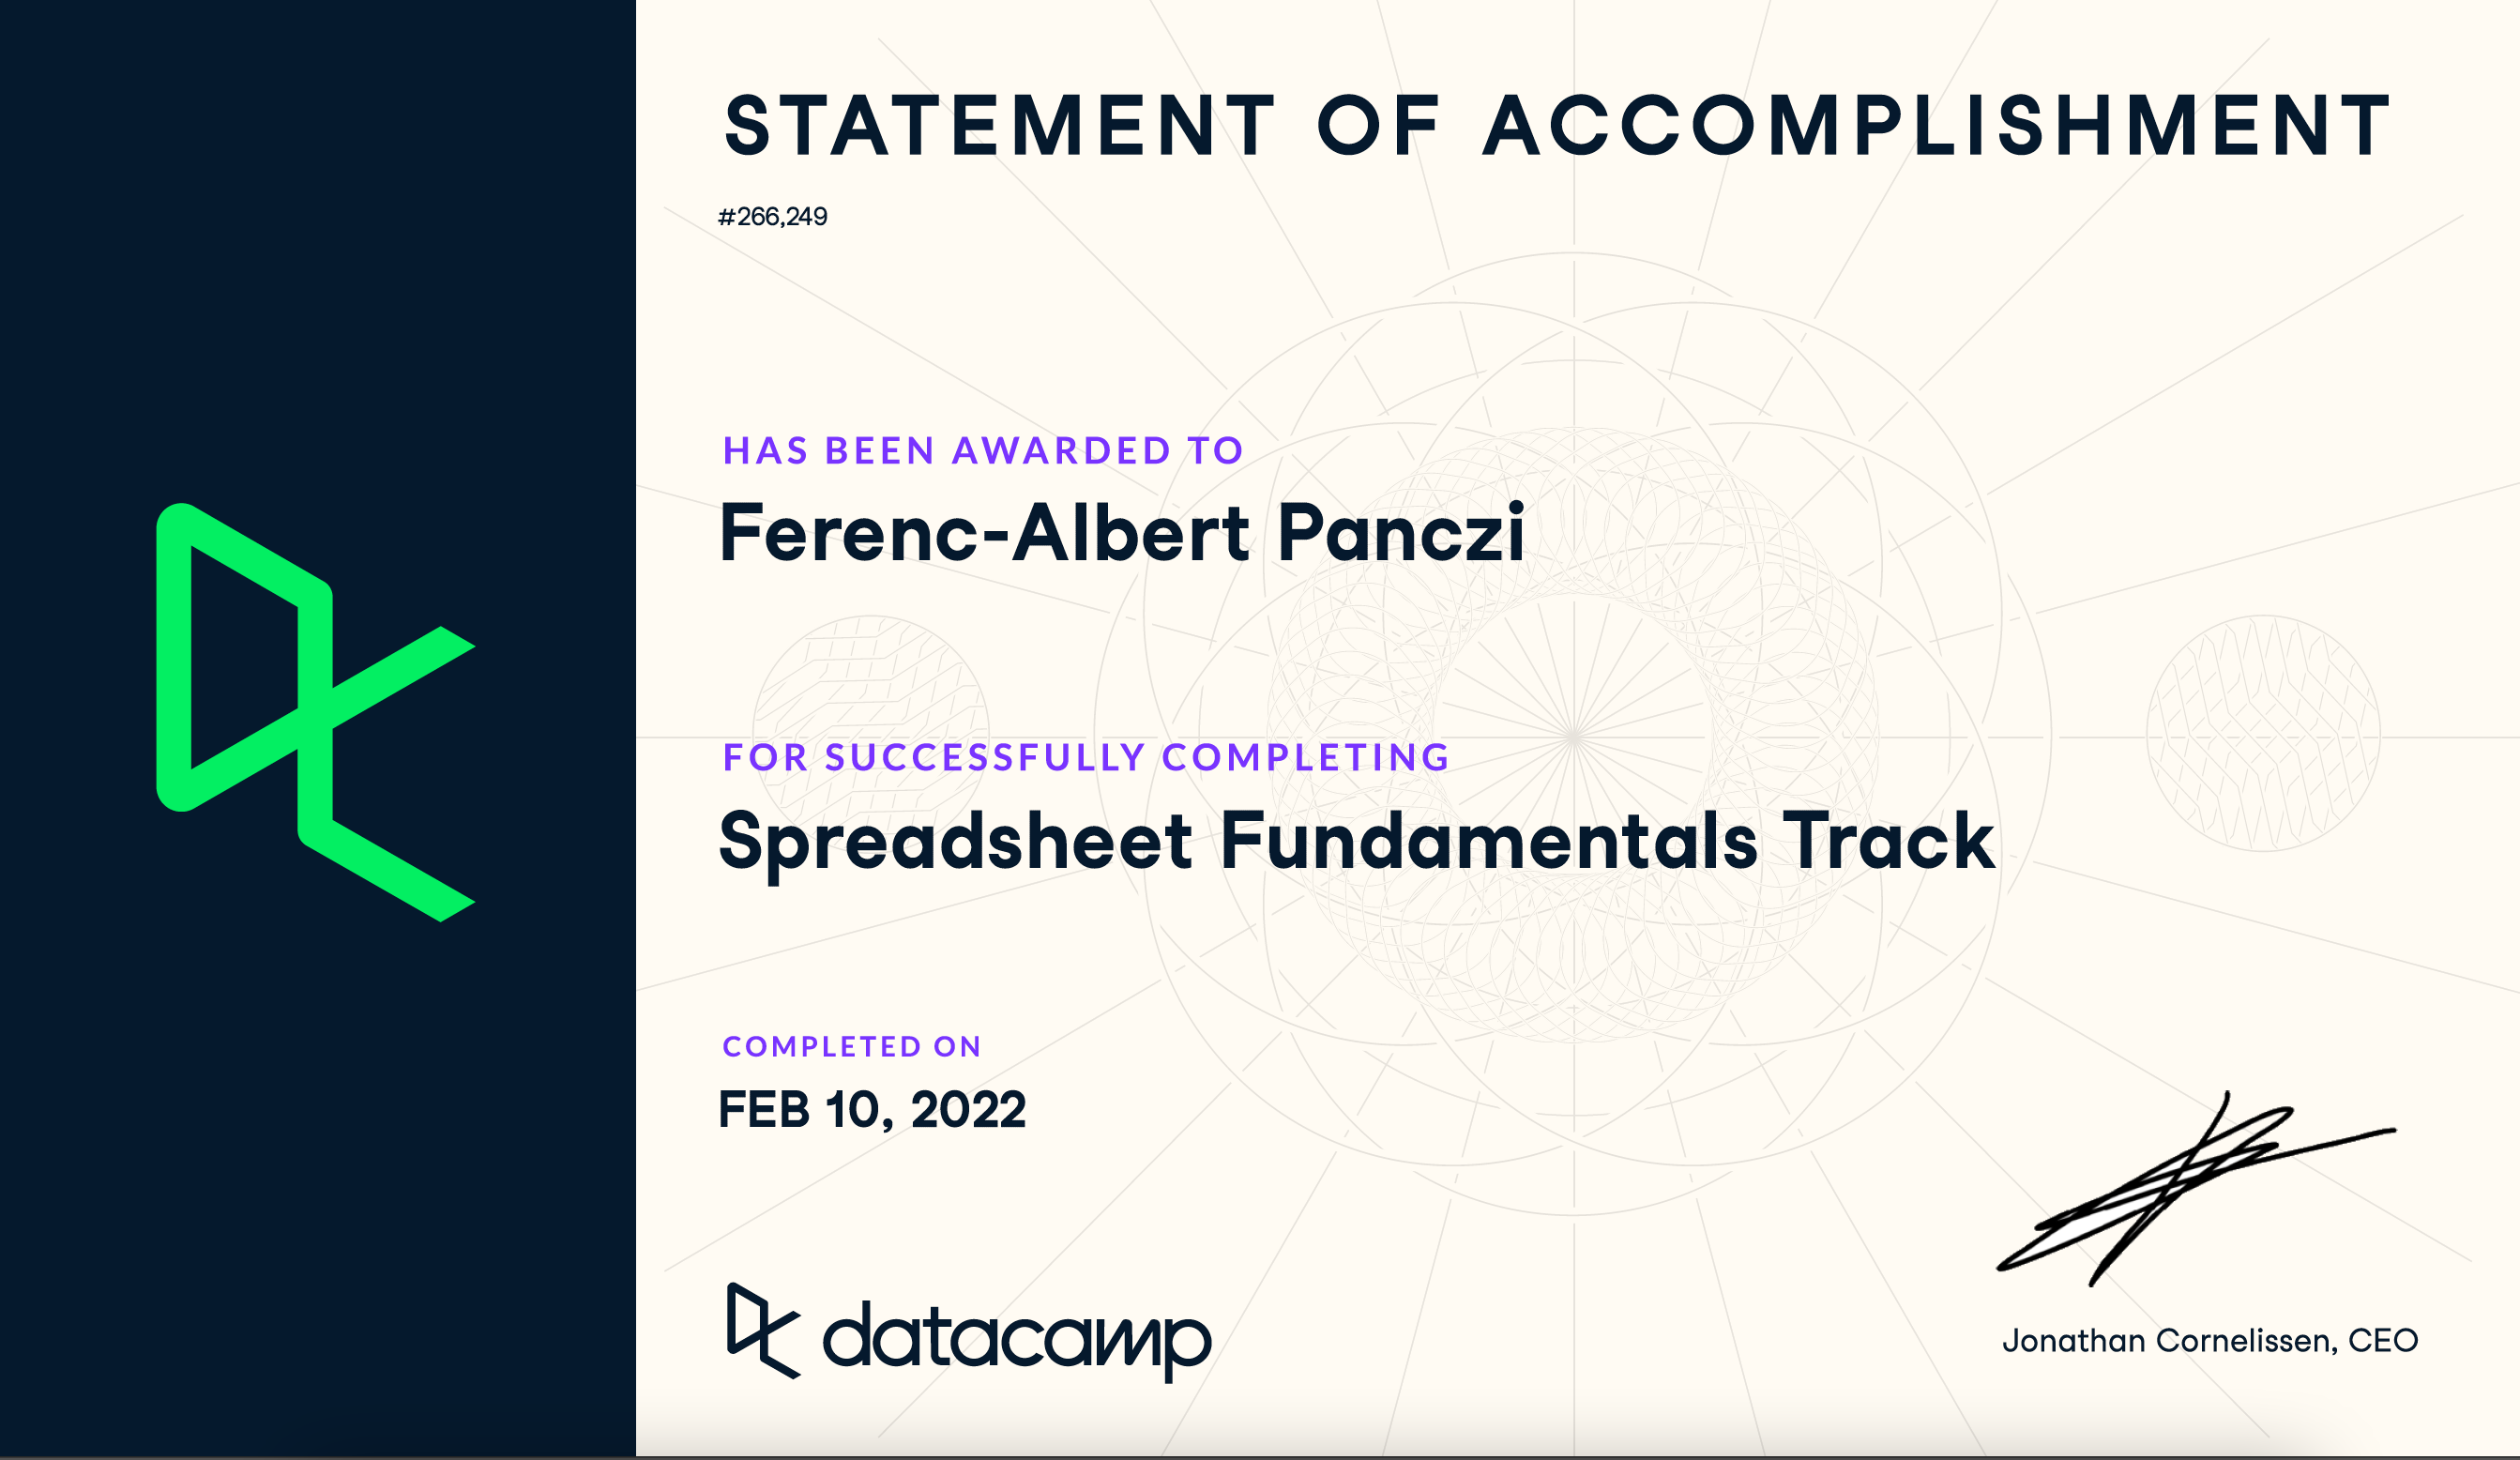 STATEMENT OF ACCOMPLISHMENT
#266,249
HAS BEEN AWARDED TO
Ferenc-Albert Panczi
FOR SUCCESSFULLY COMPLETING
Spreadsheet Fundamentals Track
COMPLETED ON
FEB 10, 2022
datacamp
Jonathan Cornelissen, CEO